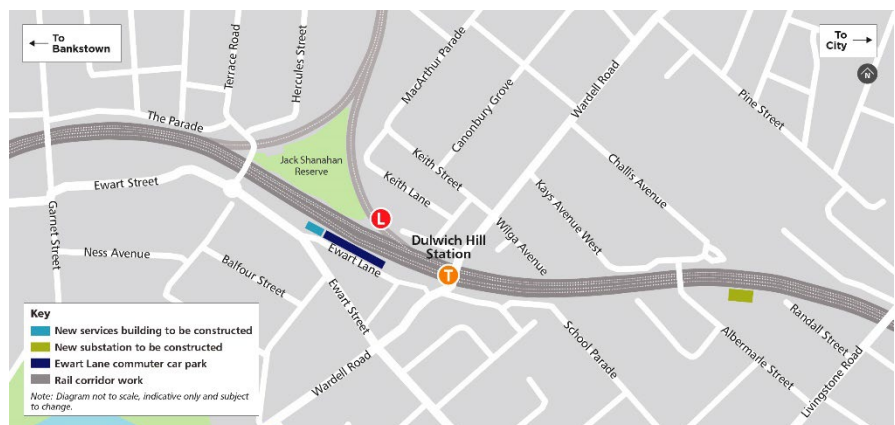 To
Bankstown
To
City
N
Terrace Road
Hercules Street
MacArthur Parade
Canonbury Grove
Wardell Road
Pine Street
The Parade
Jack Shanahan
Reserve
Keith Street
Keith Lane
Challis Avenue
Kays Avenue West
Wilga Avenue
Ewart Street
Garnet Street
Ness Avenue
Balfour Street
L
Dulwich Hill
Station
T
Ewart Lane
Ewart Street
Wardell Road
School Parade
Albermarle Street
Randall Street
Livingstone Road
Key
New services building to be constructed
New substation to be constructed
Ewart Lane commuter car park
Rail corridor work
Note: Diagram not to scale, indicative only and subject
to change.